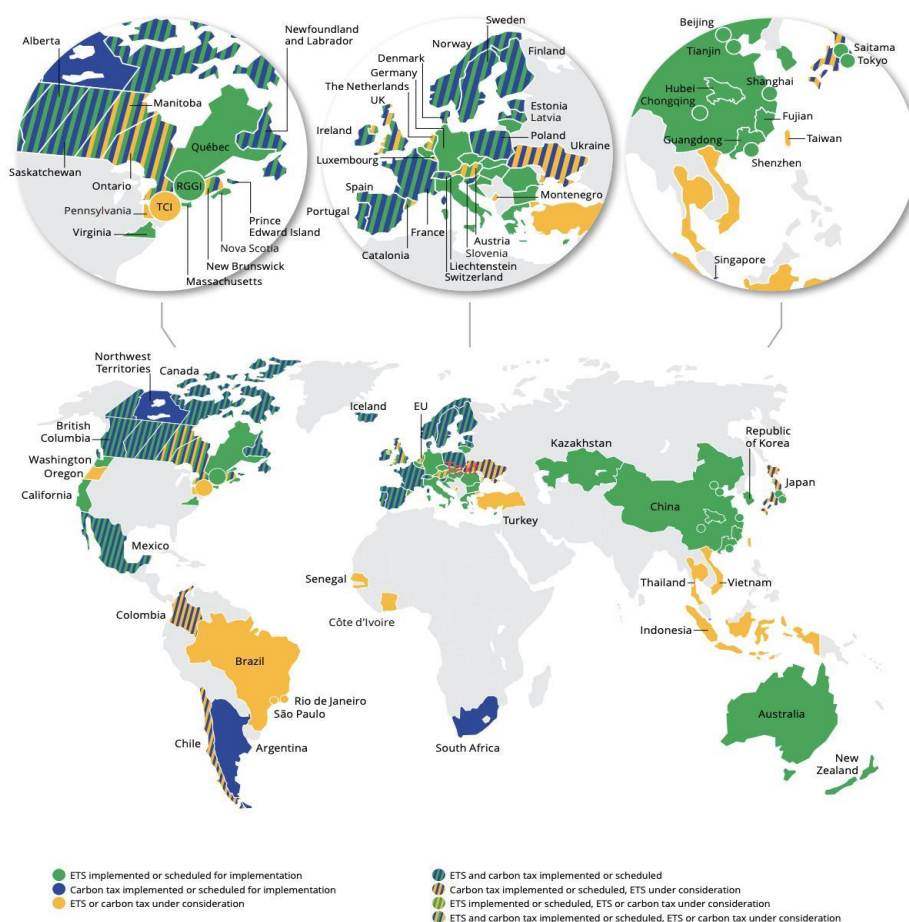 Alberta
Newfoundland
and Labrador
Manitoba
Québec
Saskatchewan
Ontario
RGGI
Pennsylvania
TCI
Virginia
Prince
Edward Island
Nova Scotia
New Brunswick
Massachusetts
Sweden
Norway
Finland
Denmark
Germany
The Netherlands
UK
Estonia
Latvia
Ireland
Poland
Ukraine
Luxembourg
Spain
Montenegro
Portugal
France
Austria
Slovenia
Catalonia
Liechtenstein
Switzerland
Beijing
Tianjin
Saitama
Tokyo
Hubei
Shanghai
Chongqing
Fujian
Guangdong
Taiwan
Shenzhen
Singapore
Northwest
Territories
Canada
British
Columbia
Washington
Oregon
California
Mexico
Iceland
EU
Kazakhstan
Republic
of Korea
Japan
China
Turkey
Senegal
Côte d’Ivoire
Thailand
Vietnam
Indonesia
Colombia
Brazil
Rio de Janeiro
São Paulo
Chile
Argentina
South Africa
Australia
New
Zealand
ETS implemented or scheduled for implementation
Carbon tax implemented or scheduled for implementation
ETS or carbon tax under consideration
ETS and carbon tax implemented or scheduled
Carbon tax implemented or scheduled, ETS under consideration
ETS implemented or scheduled, ETS or carbon tax under consideration
ETS and carbon tax implemented or scheduled, ETS or carbon tax under consideration